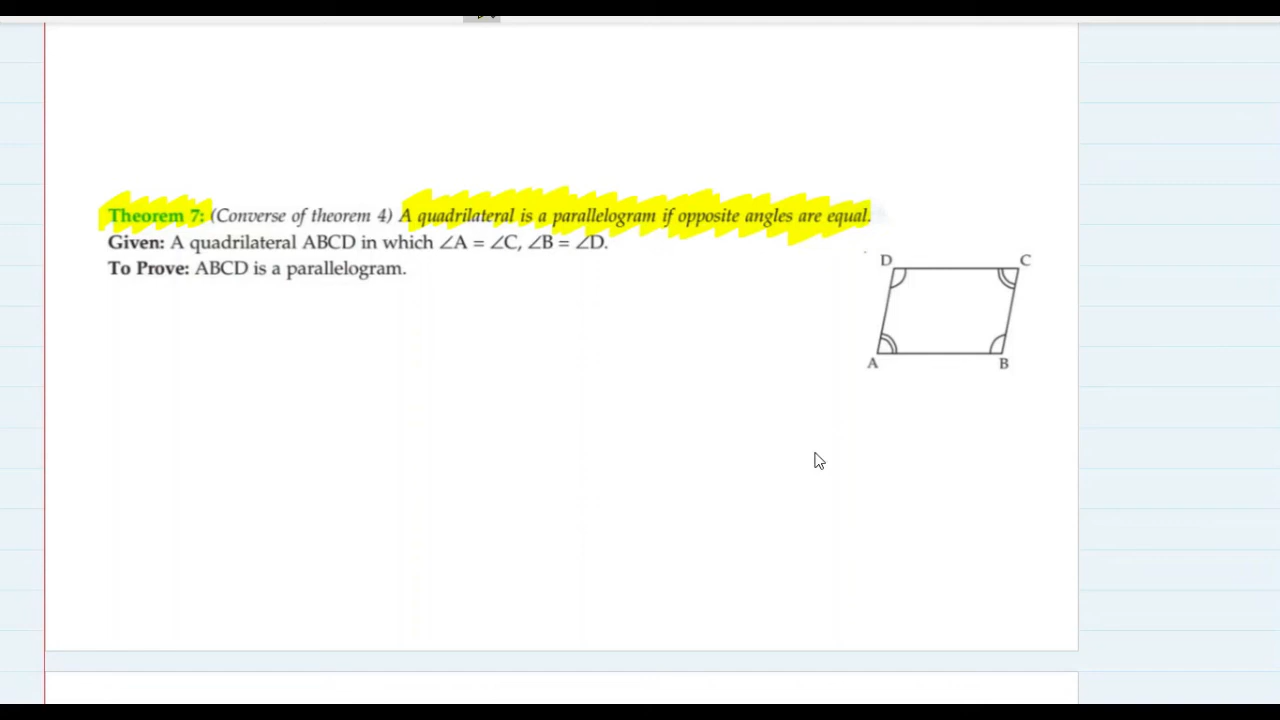 Theorem 7: (Converse of theorem 4) A quadrilateral is a parallelogram if opposite angles are equal.
Given: A quadrilateral ABCD in which ∠A = ∠C, ∠B = ∠D.
To Prove: ABCD is a parallelogram.
D C
A B